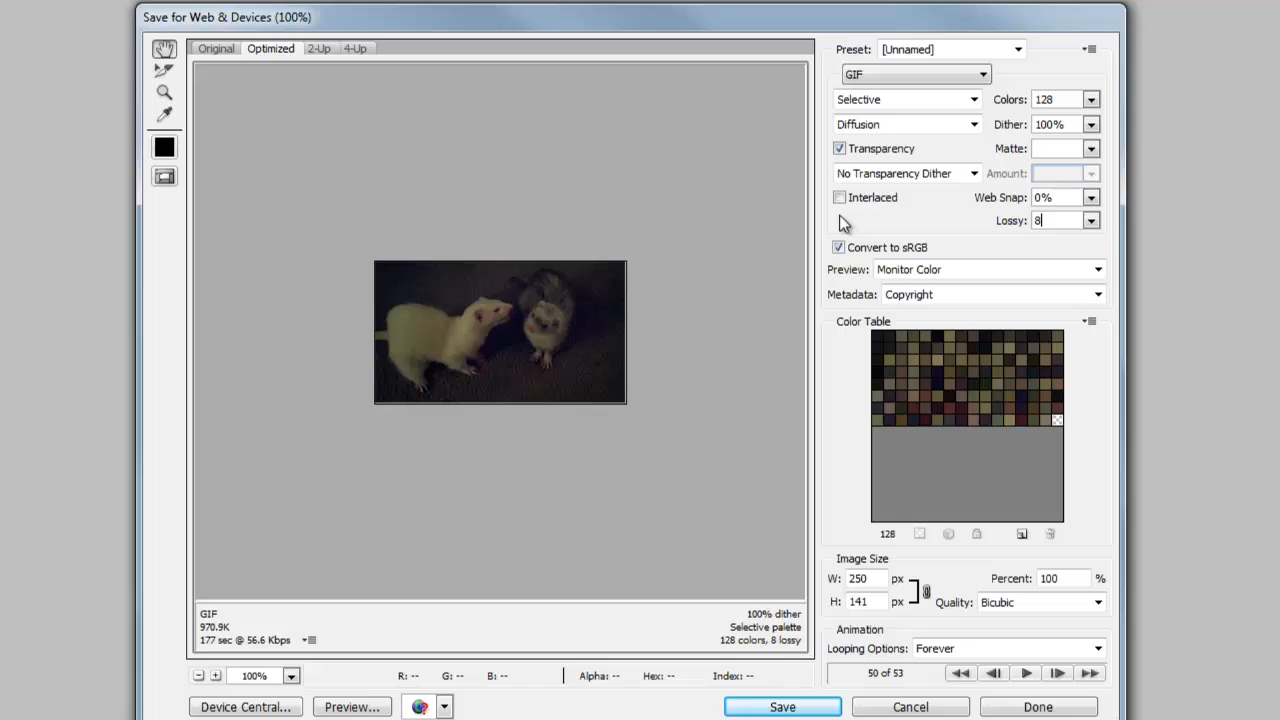 Save for Web & Devices (100%)
Original Optimized 2-Up 4-Up
Preset: [Unnamed]
GIF
Selective Colors: 128
Diffusion Dither: 100%
Transparency Matte:
No Transparency Dither Amount:
Interlaced Web Snap: 0%
Lossy: 8
Convert to sRGB
Preview: Monitor Color
Metadata: Copyright
Color Table
128
Image Size
W: 250 px Percent: 100 %
H: 141 px Quality: Bicubic
Animation
Looping Options: Forever
50 of 53
GIF 100% dither
970.9K Selective palette
177 sec @ 56.6 Kbps 128 colors, 8 lossy
100% R: -- G: -- B: -- Alpha: -- Hex: -- Index: --
Device Central... Preview... Save Cancel Done